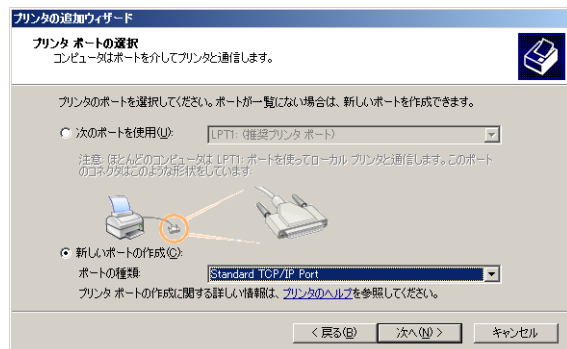 プリンタの追加ウィザード
プリンタ ポートの選択
コンピュータはポートを介してプリンタと通信します。
プリンタのポートを選択してください。ポートが一覧にない場合は、新しいポートを作成できます。
次のポートを使用(U):
LPT1: (推奨プリンタ ポート)
注意: ほとんどのコンピュータは LPT1: ポートを使ってローカル プリンタと通信します。このポート
のコネクタはこのような形状をしています:
新しいポートの作成(C):
ポートの種類:
Standard TCP/IP Port
プリンタ ポートの作成に関する詳しい情報は、プリンタのヘルプを参照してください。
< 戻る(B)
次へ(N) >
キャンセル